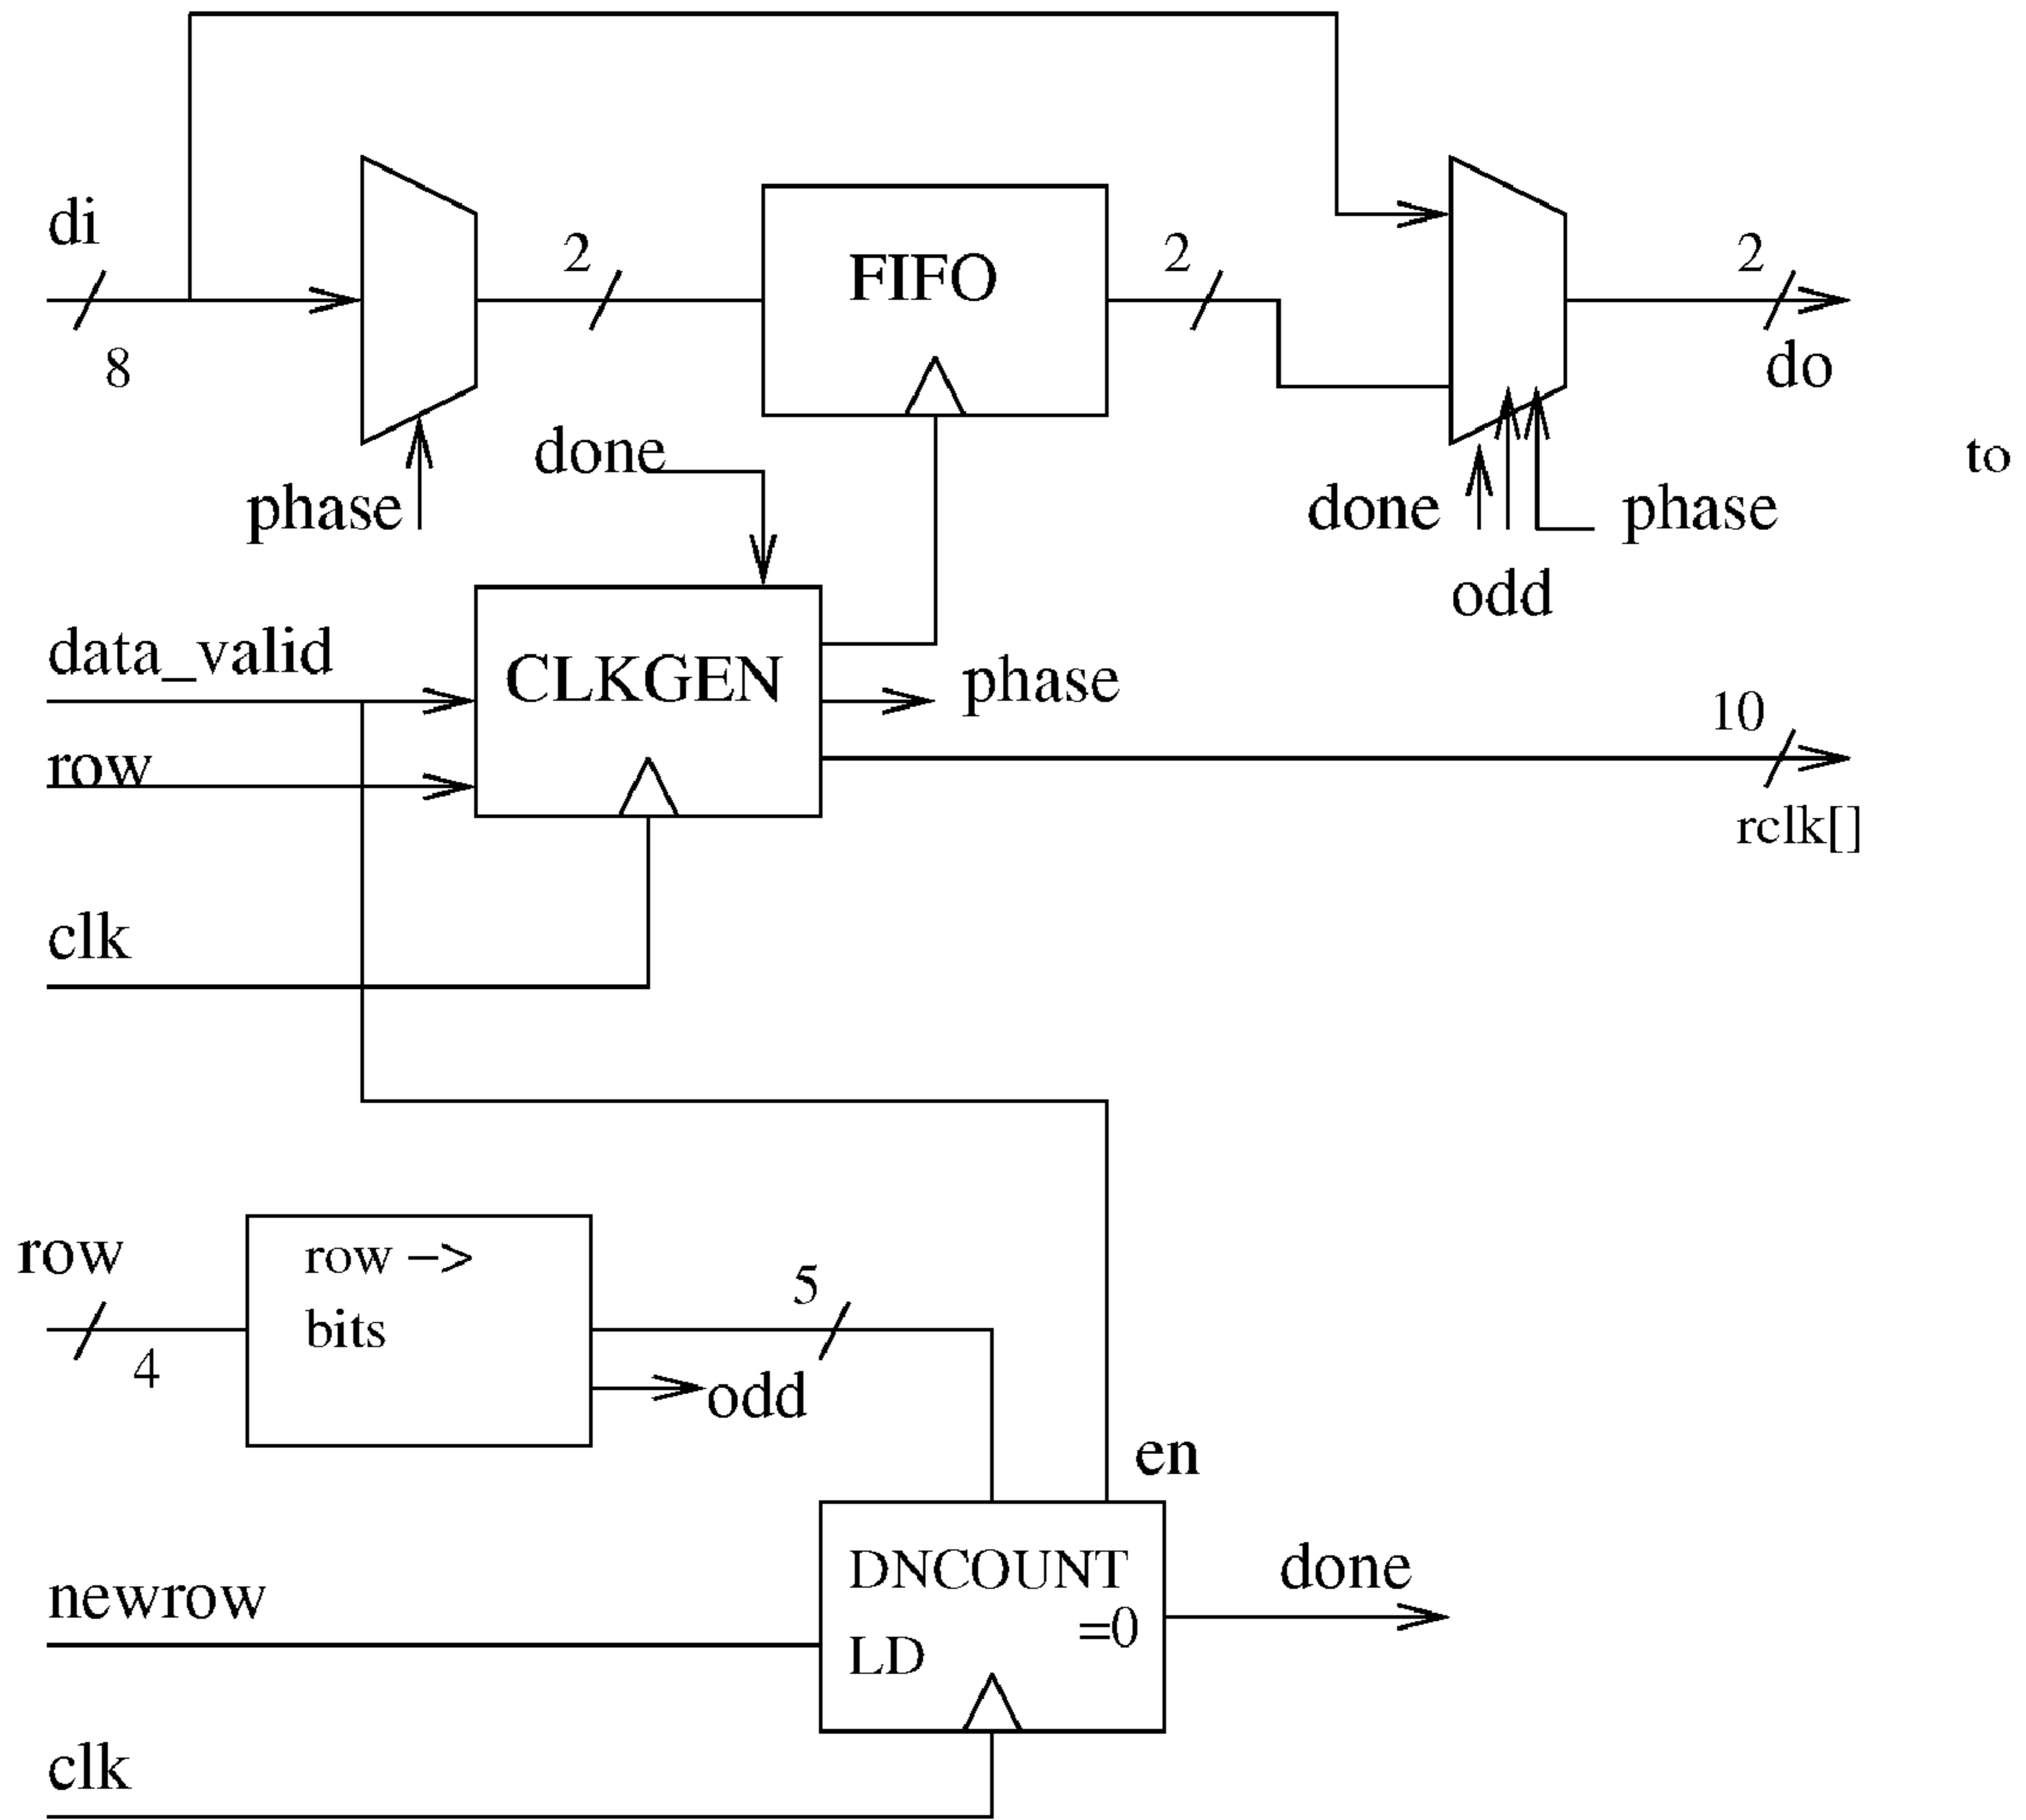 di
8
phase
2
FIFO
2
2
do
to
done
phase
odd
done
data_valid
row
CLKGEN
phase
10
rclk[]
clk
row
4
row –>
bits
5
odd
en
newrow
DNCOUNT
=0
LD
done
clk